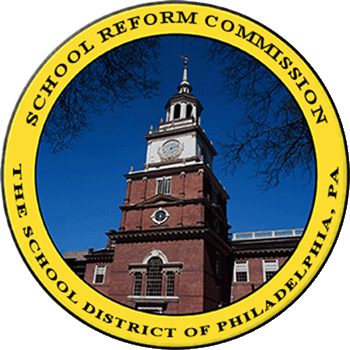 SCHOOL REFORM COMMISSION
THE SCHOOL DISTRICT OF PHILADELPHIA, PA